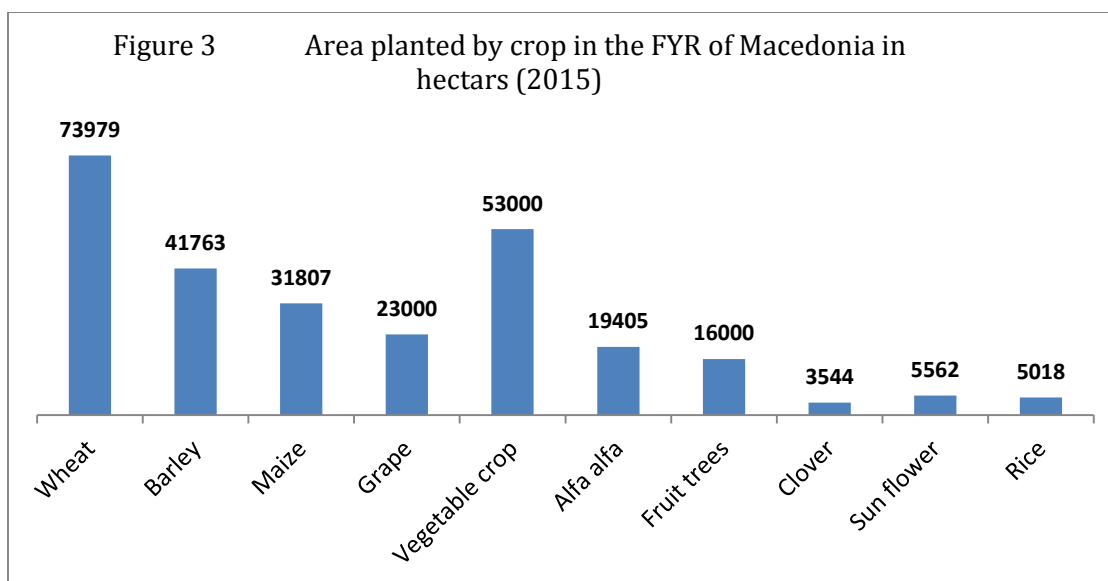 Figure 3 Area planted by crop in the FYR of Macedonia in
hectars (2015)
73979
41763
31807
23000
53000
19405
16000
3544
5562
5018
Wheat
Barley
Maize
Grape
Vegetable crop
Alfa alfa
Fruit trees
Clover
Sun flower
Rice